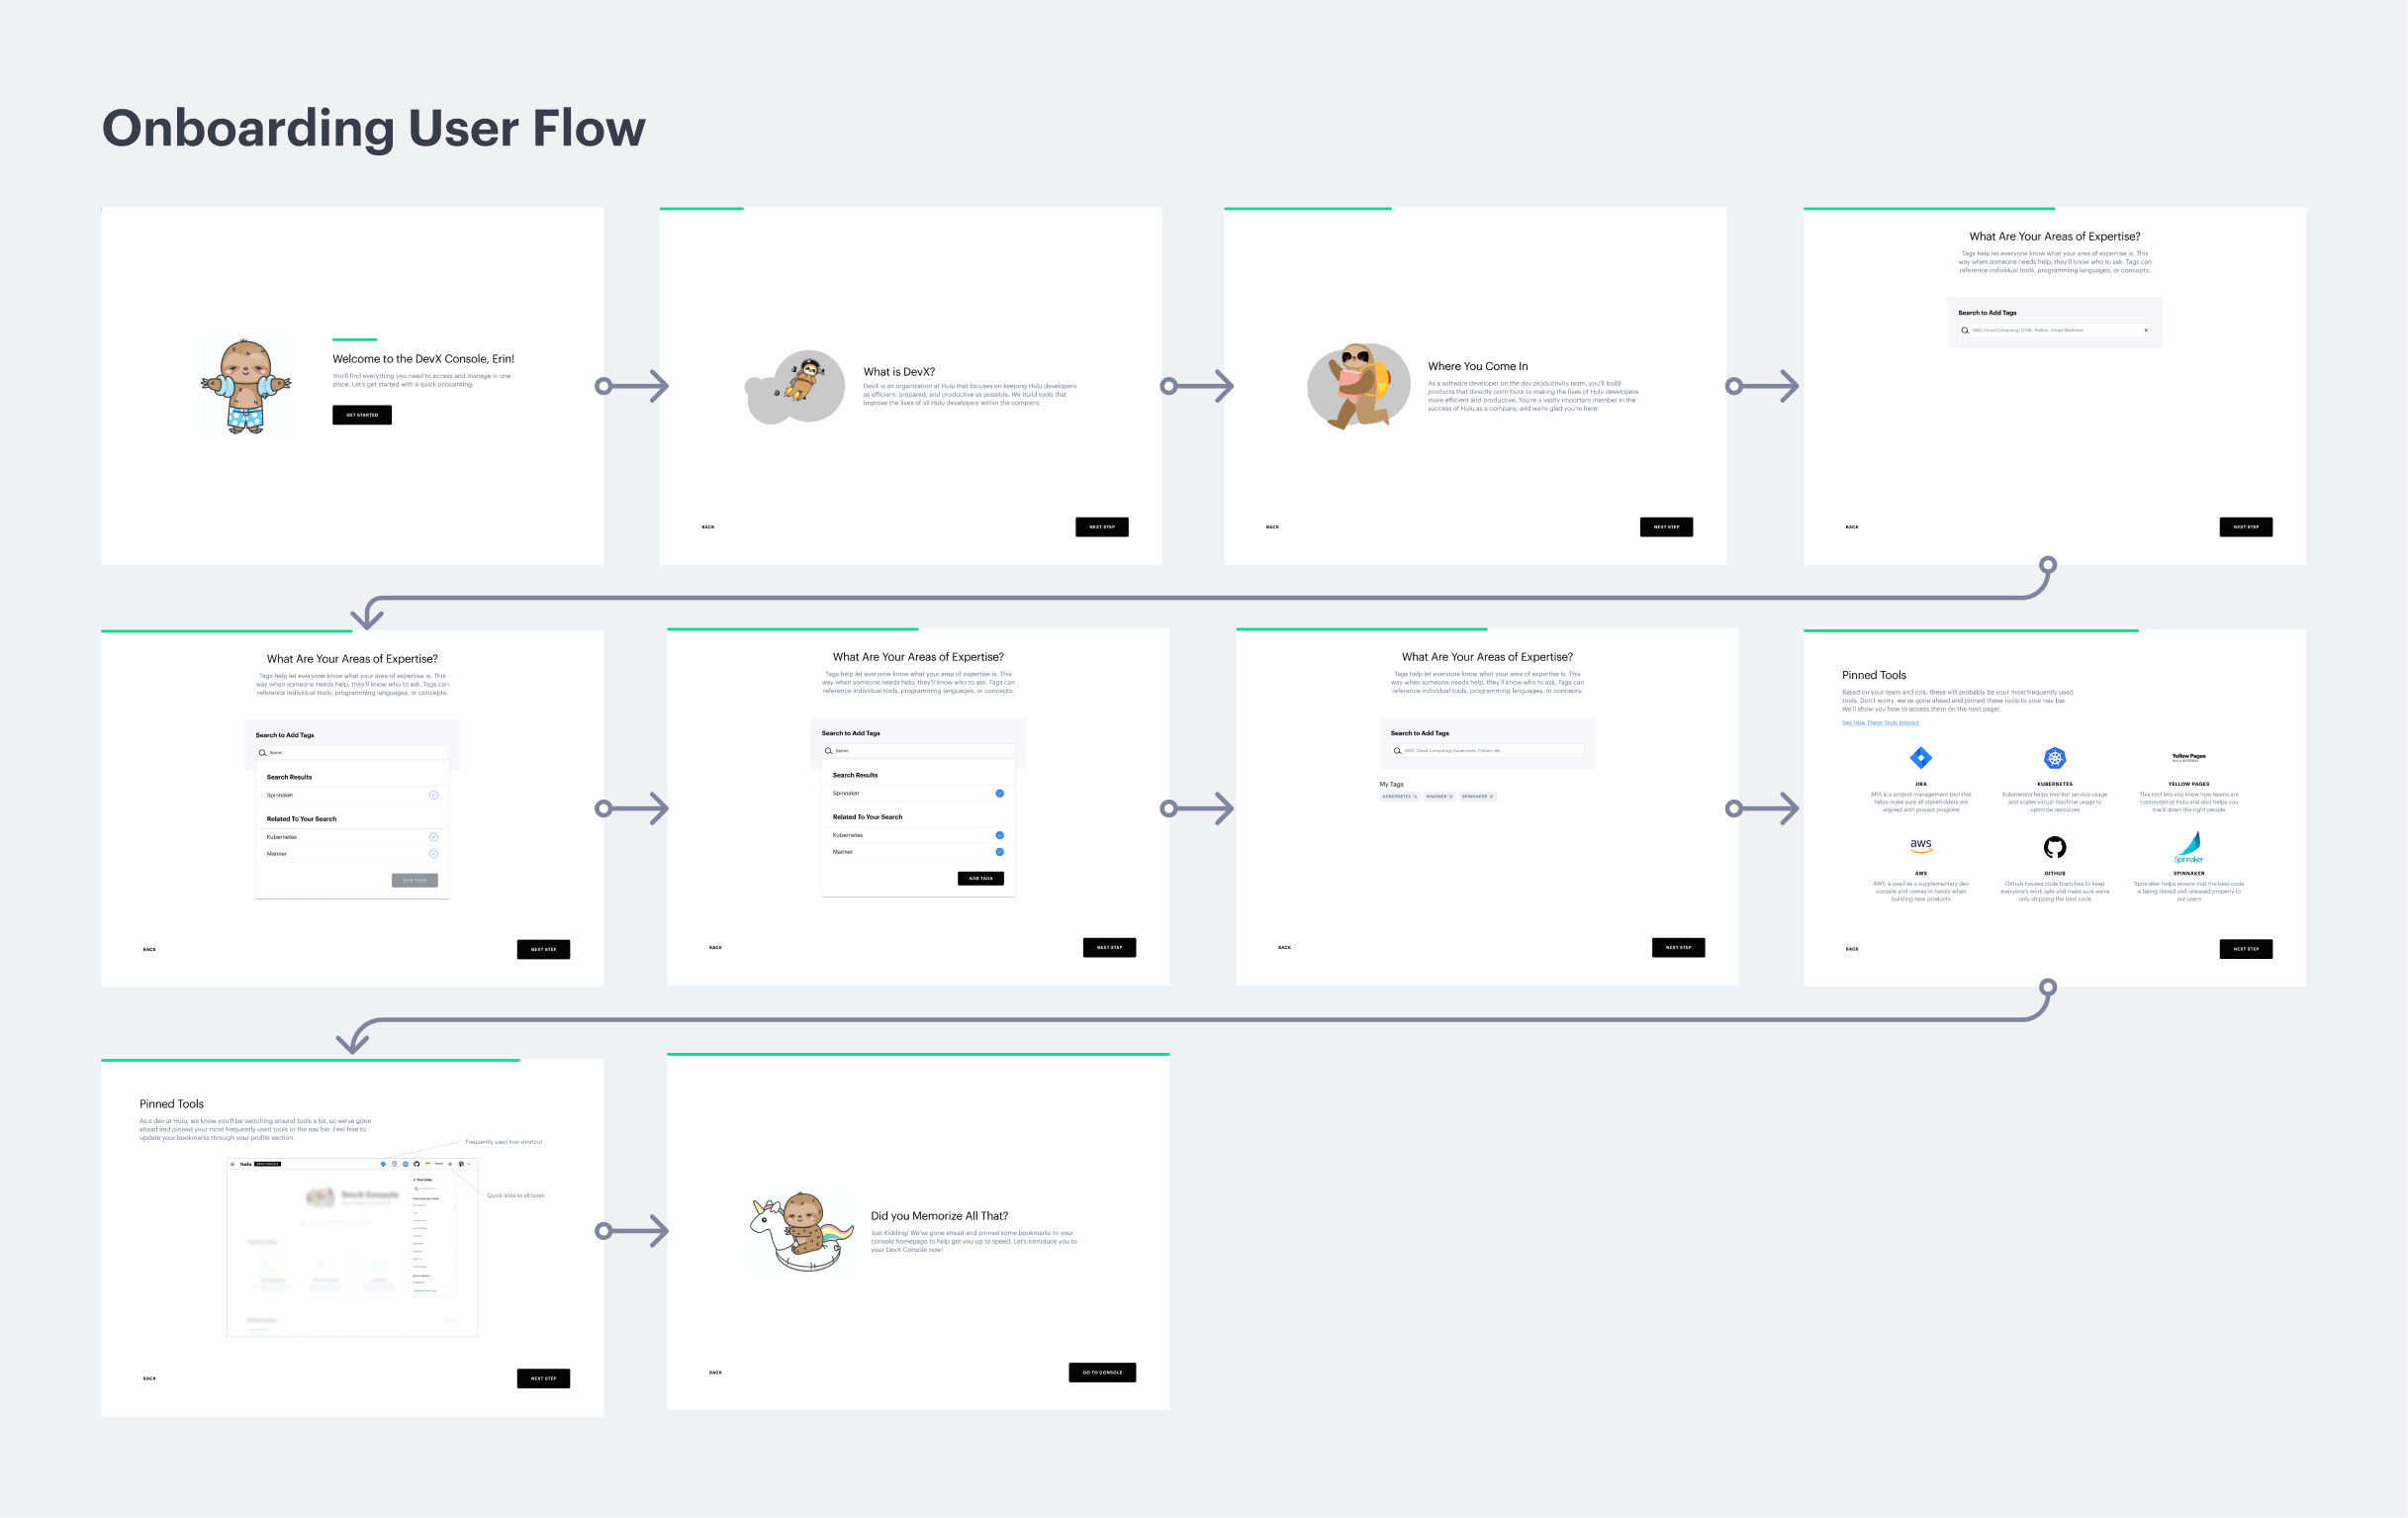 Onboarding User Flow
Welcome to the DevX Console, Erin!
You'll find everything you need to access and manage in one
place. Let's get started with a quick onboarding.
GET STARTED
What is DevX?
DevX is an organization at Hulu that focuses on keeping Hulu developers
as efficient, prepared, and productive as possible. We build tools that
improve the lives of all Hulu developers within the company.
BACK
NEXT STEP
Where You Come In
As a software developer on the dev productivity team, you'll build
products that directly contribute to making the lives of Hulu developers
more efficient and productive. You're a vastly important member in the
success of Hulu as a company, and we're glad you're here!
BACK
NEXT STEP
What Are Your Areas of Expertise?
Tags help let everyone know what your area of expertise is. This
way when someone needs help, they'll know who to ask. Tags can
reference individual tools, programming languages, or concepts.
Search to Add Tags
AWS, Cloud Computing, HTML, Python, Virtual Machines,
BACK
NEXT STEP
What Are Your Areas of Expertise?
Tags help let everyone know what your area of expertise is. This
way when someone needs help, they'll know who to ask. Tags can
reference individual tools, programming languages, or concepts.
Search to Add Tags
Spinn
Search Results
Spinnaker
Related To Your Search
Kubernetes
Mariner
ADD TAGS
BACK
NEXT STEP
What Are Your Areas of Expertise?
Tags help let everyone know what your area of expertise is. This
way when someone needs help, they'll know who to ask. Tags can
reference individual tools, programming languages, or concepts.
Search to Add Tags
Spinn
Search Results
Spinnaker
Related To Your Search
Kubernetes
Mariner
ADD TAGS
BACK
NEXT STEP
What Are Your Areas of Expertise?
Tags help let everyone know what your area of expertise is. This
way when someone needs help, they'll know who to ask. Tags can
reference individual tools, programming languages, or concepts.
Search to Add Tags
AWS, Cloud Computing, Kubernetes, Python, etc
My Tags
KUBERNETES
MARINER
SPINNAKER
BACK
NEXT STEP
Pinned Tools
Based on your team and role, these will probably be your most frequently used
tools. Don't worry, we've gone ahead and pinned these tools to your nav bar.
We'll show you how to access them on the next page!
See How These Tools Interact
JIRA
JIRA is a project management tool that
helps make sure all stakeholders are
aligned with project progress
KUBERNETES
Kuberenets helps monitor service usage
and scales virtual machine usage to
optimize resources
Yellow Pages
YELLOW PAGES
This tool lets you know how teams are
connected at Hulu and also helps you
track down the right people
aws
AWS
AWS is used as a supplementary dev
console and comes in handy when
building new products
GITHUB
Github houses code branches to keep
everyone's work safe and make sure we're
only shipping the best code
Spinnaker
SPINNAKER
Spinnaker helps ensure that the best code
is being tested and released properly to
our users
BACK
NEXT STEP
Pinned Tools
As a dev at Hulu, we know you'll be switching around tools a lot, so we've gone
ahead and pinned your most frequently used tools to the nav bar. Feel free to
update your bookmarks through your profile section.
Frequently used tool shortcut
hulu
DevX Console
Quick links to all tools
BACK
NEXT STEP
Did you Memorize All That?
Just Kidding! We've gone ahead and pinned some bookmarks to your
console homepage to help get you up to speed. Let's introduce you to
your DevX Console now!
BACK
GO TO CONSOLE